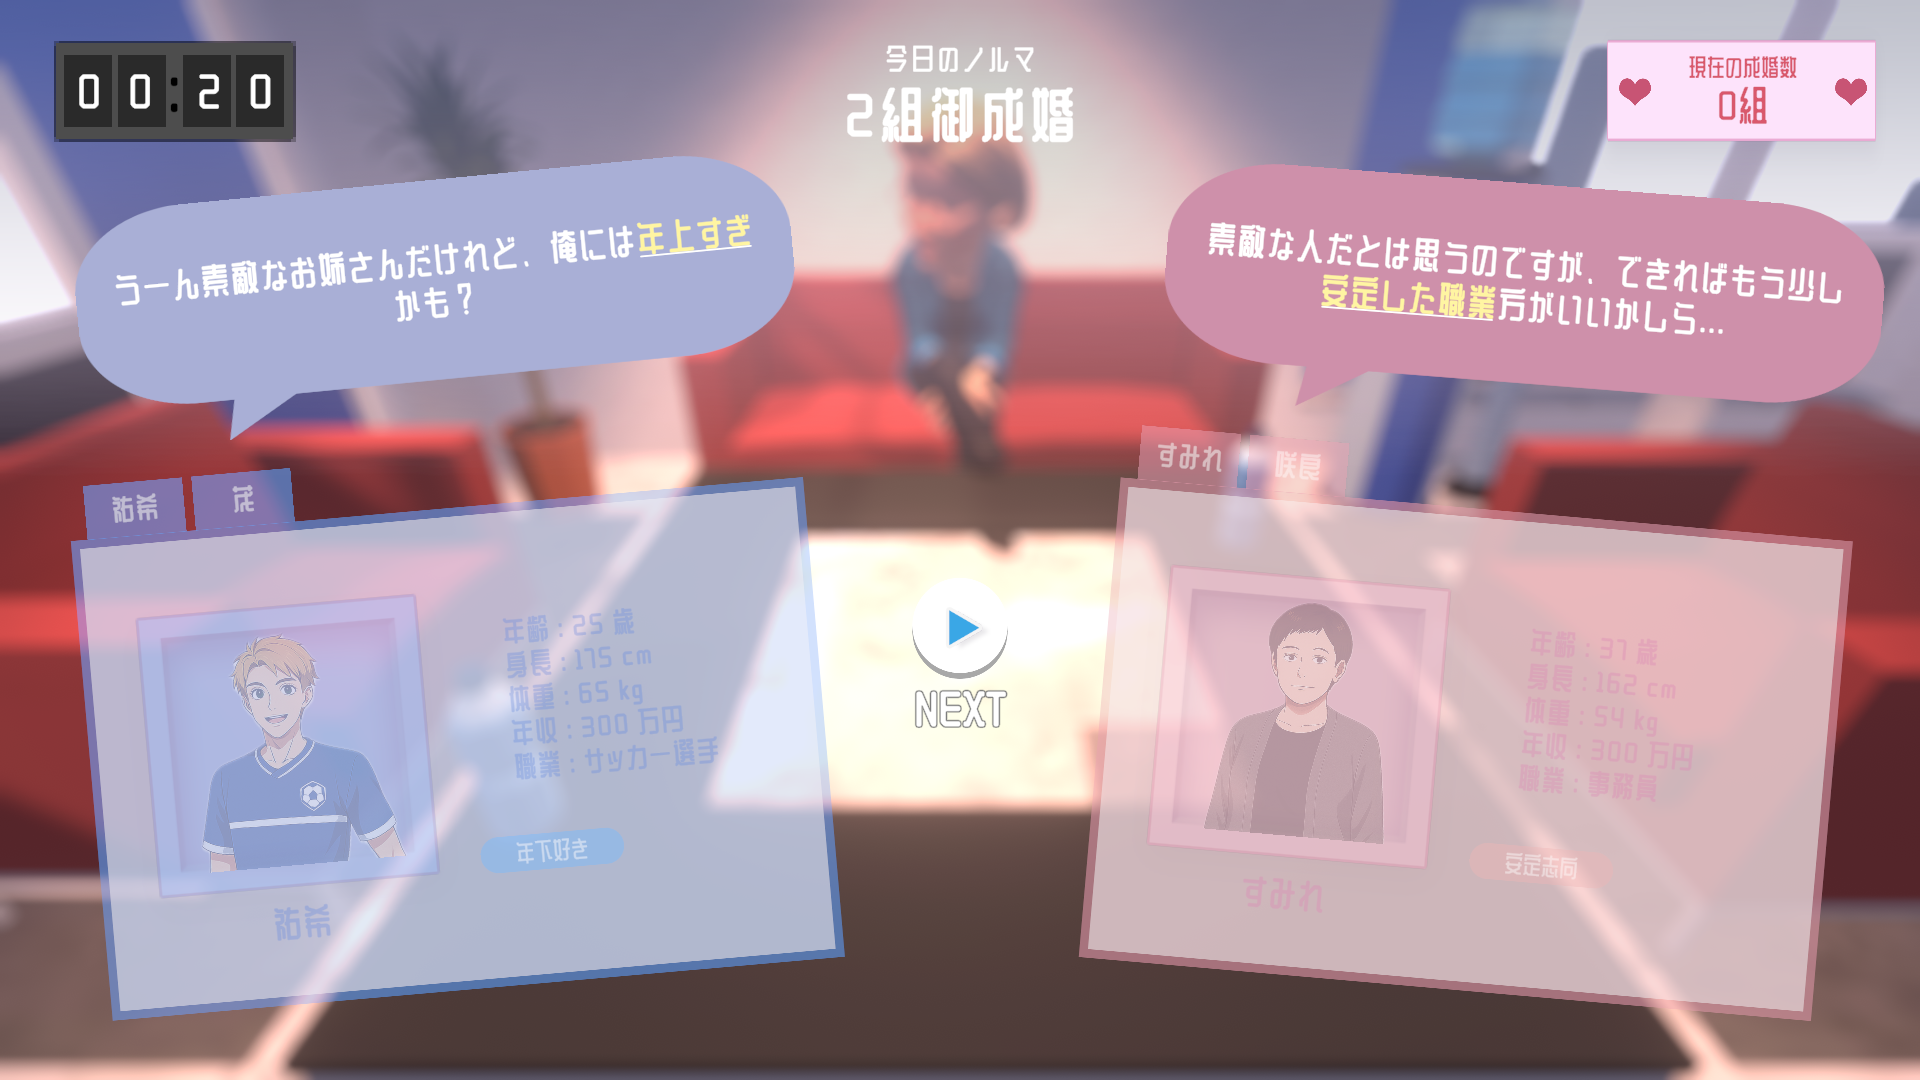 00:20
今日のノルマ
2組御成婚
現在の成婚数
0組
うーん素敵なお姉さんだけれど、俺には年上すぎ
かも？
素敵な人だとは思うのですが、できればもう少し
安定した職業方がいいかしら...
祐希
茂
年齢：25 歳
身長：175 cm
体重：65 kg
年収：300 万円
職業：サッカー選手
年下好き
祐希
NEXT
すみれ
咲良
年齢：37 歳
身長：162 cm
体重：54 kg
年収：300 万円
職業：事務員
安定志向
すみれ